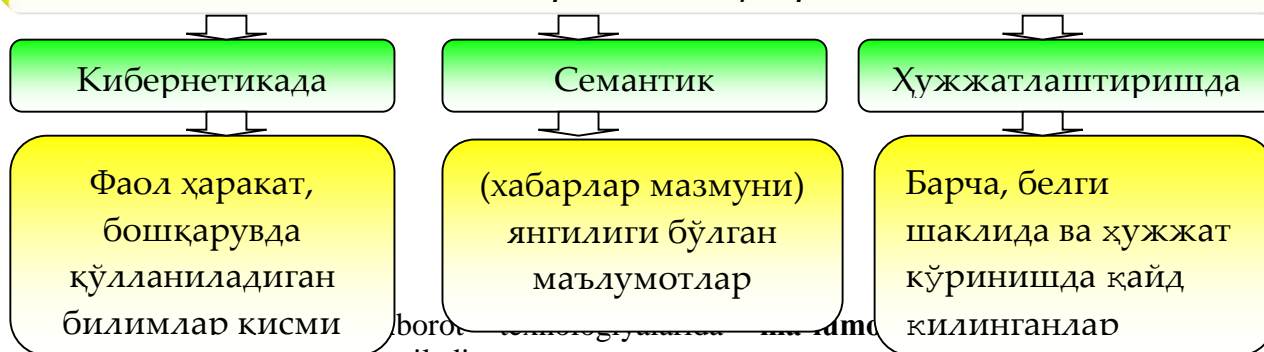 Кибернетикада
Семантик
Ҳужжатлаштиришда
Фаол ҳаракат,
бошқарувда
қўлланиладиган
билимлар қисми
(хабарлар мазмуни)
янгилиги бўлган
маълумотлар
Барча, белги
шаклида ва ҳужжат
кўринишда қайд
қилинганлар